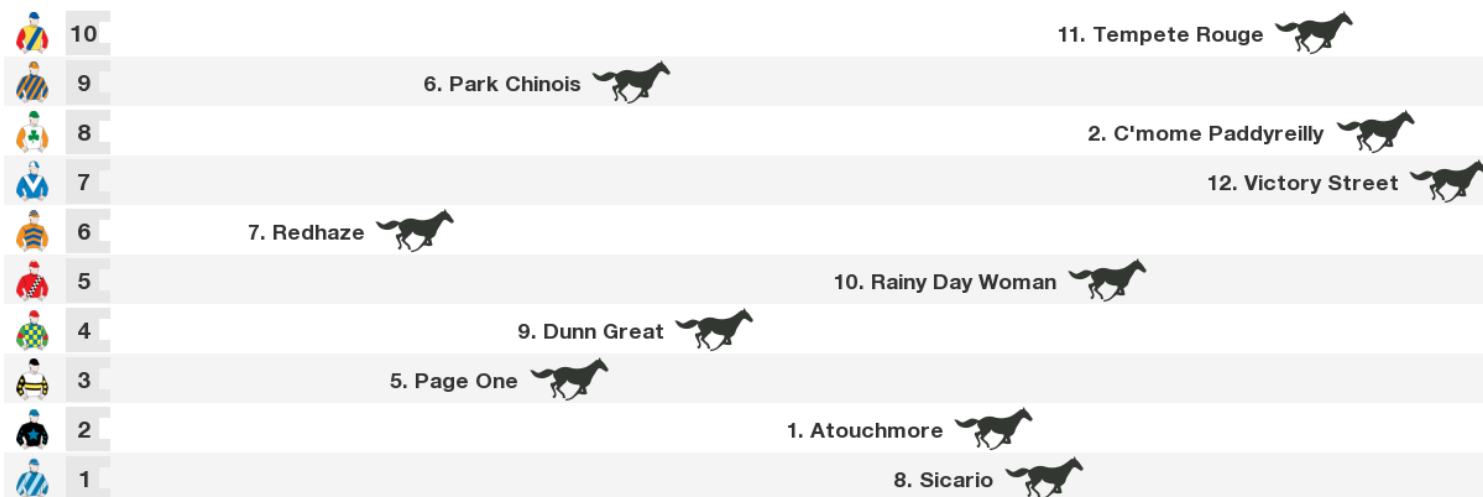 10 11. Tempete Rouge
9 6. Park Chinois
8 2. C'mome Paddyreilly
7 12. Victory Street
6 7. Redhaze
5 10. Rainy Day Woman
4 9. Dunn Great
3 5. Page One
2 1. Atouchmore
1 8. Sicario